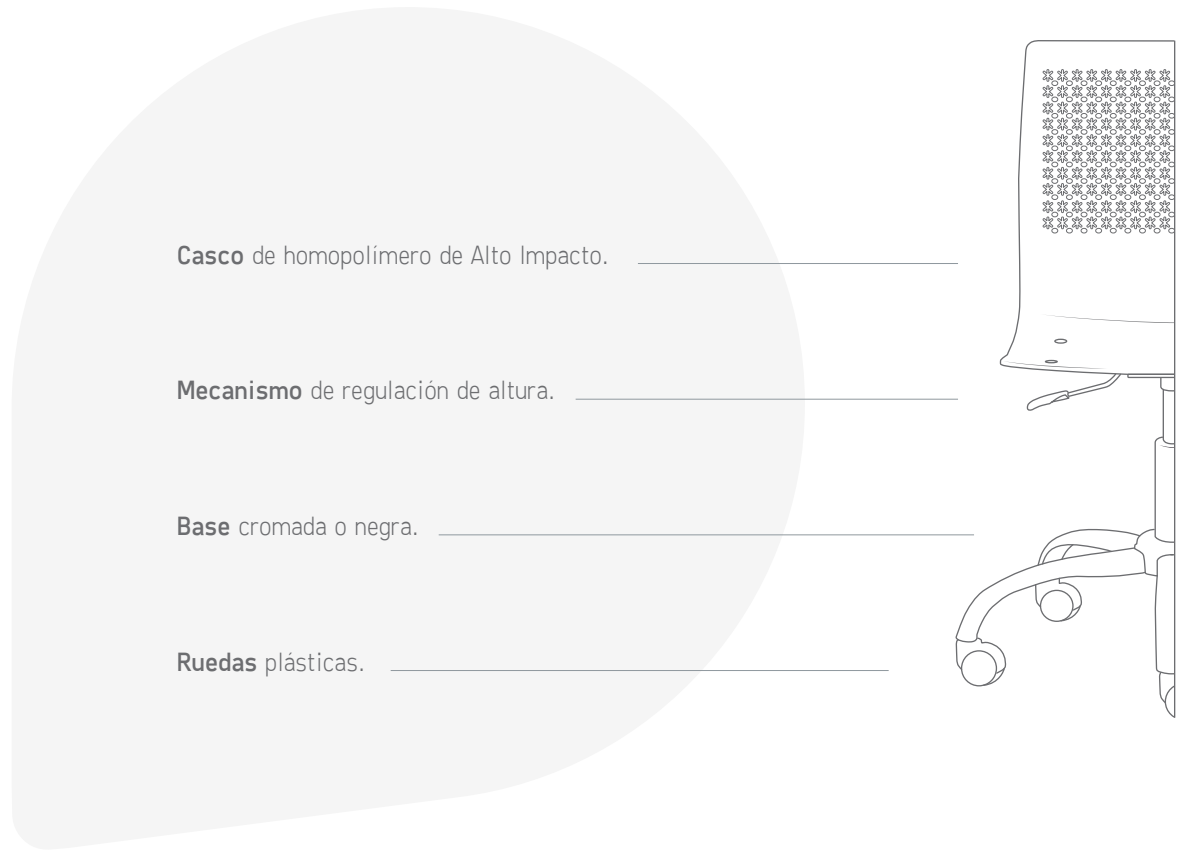 Casco de homopolímero de Alto Impacto.
Mecanismo de regulación de altura.
Base cromada o negra.
Ruedas plásticas.